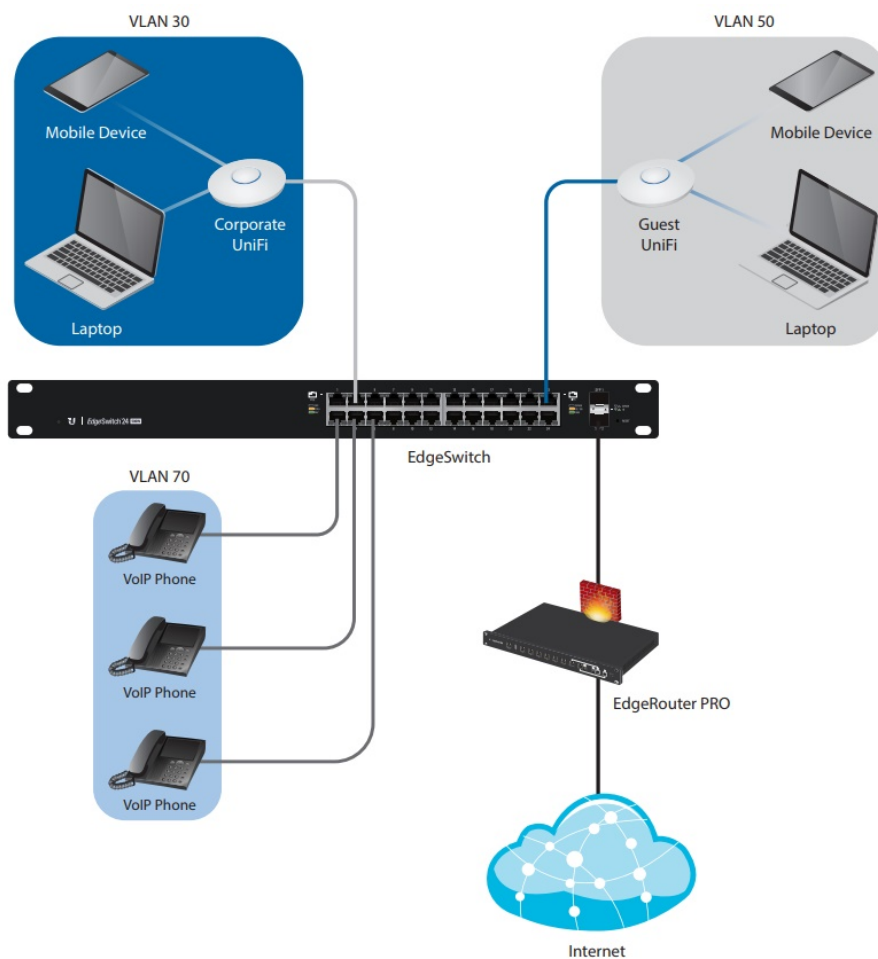 VLAN 30
VLAN 50
Mobile Device
Mobile Device
Corporate
UniFi
Guest
UniFi
Laptop
Laptop
EdgeSwitch 24
EdgeSwitch
VLAN 70
VoIP Phone
VoIP Phone
VoIP Phone
EdgeRouter PRO
Internet